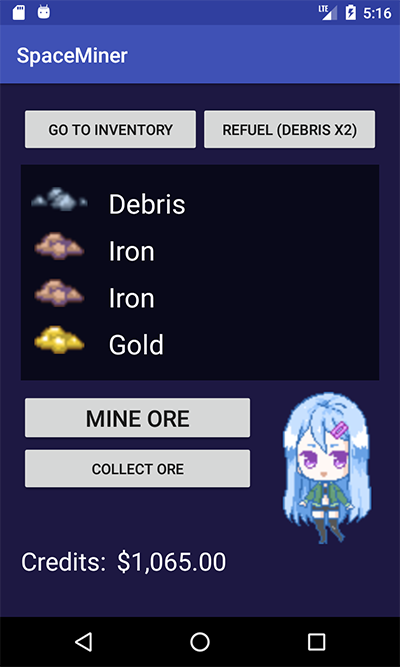 LTE 5:16
SpaceMiner
GO TO INVENTORY REFUEL (DEBRIS X2)
Debris
Iron
Iron
Gold
MINE ORE
COLLECT ORE
Credits: $1,065.00